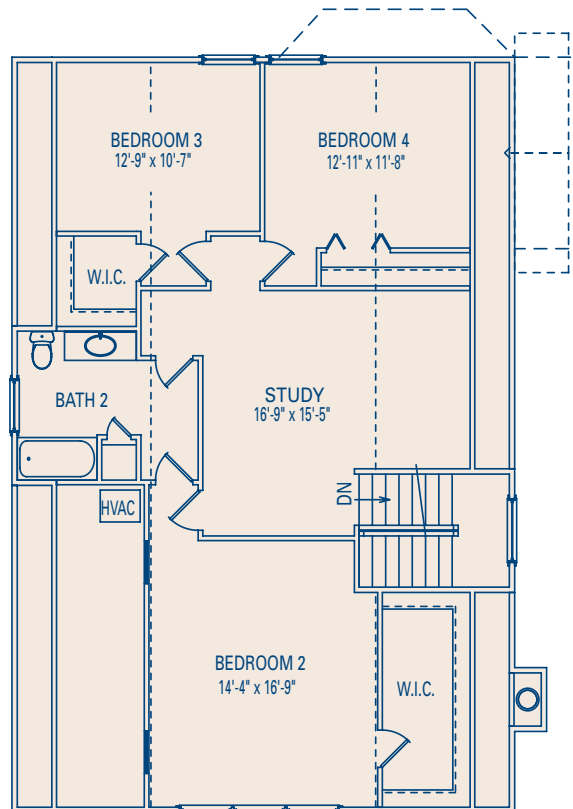 BEDROOM 3
12'-9" x 10'-7"
BEDROOM 4
12'-11" x 11'-8"
W.I.C.
BATH 2
STUDY
16'-9" x 15'-5"
DN
HVAC
BEDROOM 2
14'-4" x 16'-9"
W.I.C.